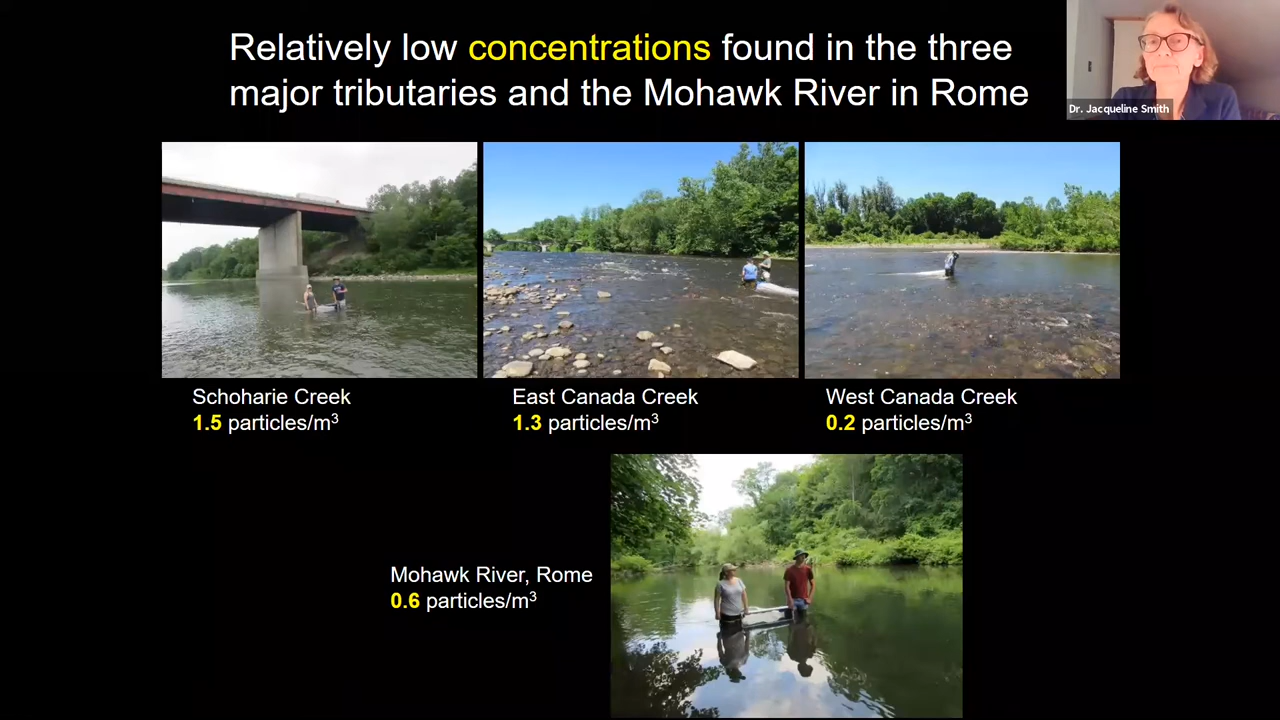 Relatively low concentrations found in the three
major tributaries and the Mohawk River in Rome
Dr. Jacqueline Smith
Schoharie Creek
1.5 particles/m³
East Canada Creek
1.3 particles/m³
West Canada Creek
0.2 particles/m³
Mohawk River, Rome
0.6 particles/m³